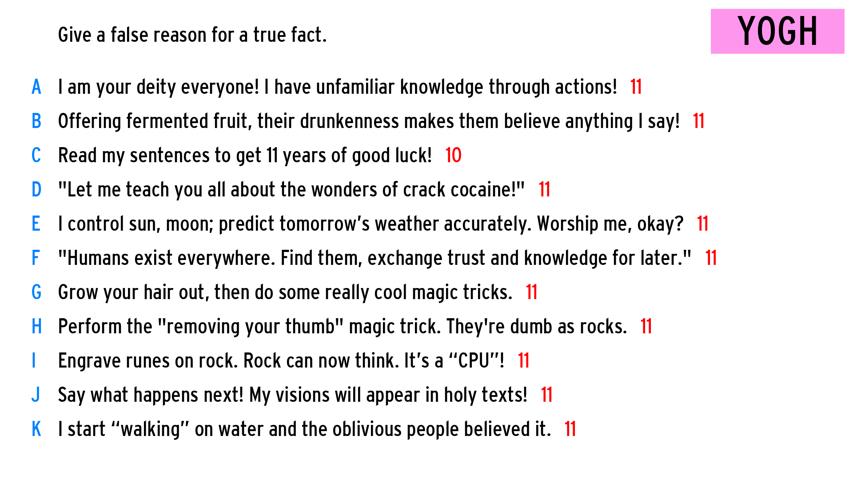 Give a false reason for a true fact.
YOGH
A I am your deity everyone! I have unfamiliar knowledge through actions! 11
B Offering fermented fruit, their drunkenness makes them believe anything I say! 11
C Read my sentences to get 11 years of good luck! 10
D "Let me teach you all about the wonders of crack cocaine!" 11
E I control sun, moon; predict tomorrow's weather accurately. Worship me, okay? 11
F "Humans exist everywhere. Find them, exchange trust and knowledge for later." 11
G Grow your hair out, then do some really cool magic tricks. 11
H Perform the "removing your thumb" magic trick. They're dumb as rocks. 11
I Engrave runes on rock. Rock can now think. It's a “CPU”! 11
J Say what happens next! My visions will appear in holy texts! 11
K I start “walking” on water and the oblivious people believed it. 11